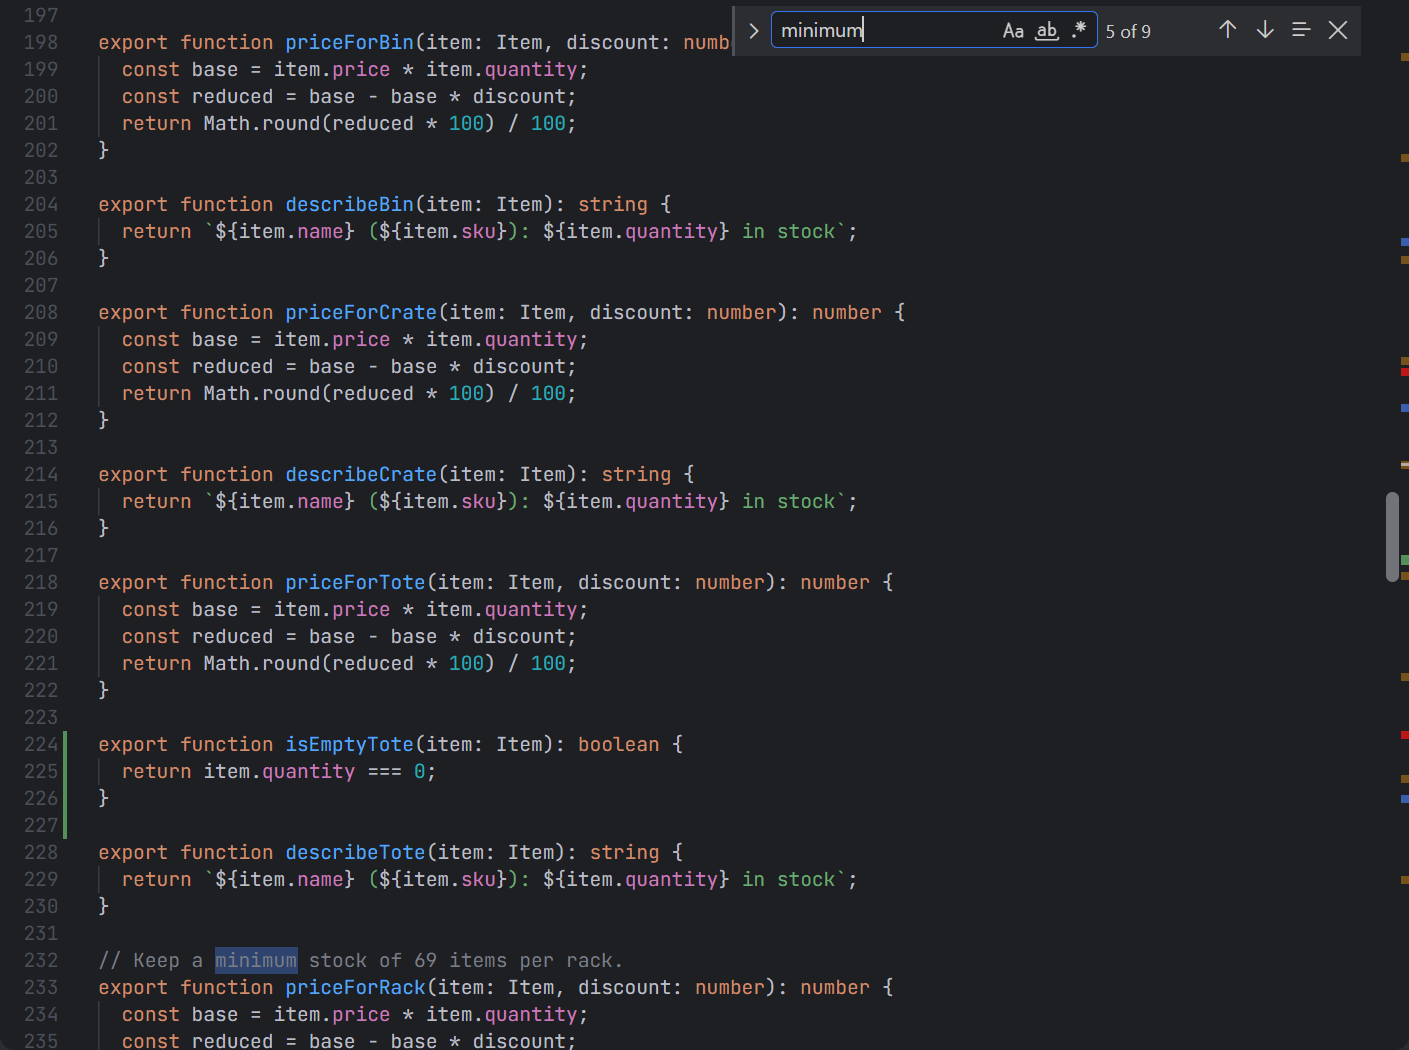 minimum Aa ab .* 5 of 9
197
198 export function priceForBin(item: Item, discount:
199 const base = item.price * item.quantity;
200 const reduced = base - base * discount;
201 return Math.round(reduced * 100) / 100;
202 }
203
204 export function describeBin(item: Item): string {
205 return `${item.name} (${item.sku}): ${item.quantity} in stock`;
206 }
207
208 export function priceForCrate(item: Item, discount: number): number {
209 const base = item.price * item.quantity;
210 const reduced = base - base * discount;
211 return Math.round(reduced * 100) / 100;
212 }
213
214 export function describeCrate(item: Item): string {
215 return `${item.name} (${item.sku}): ${item.quantity} in stock`;
216 }
217
218 export function priceForTote(item: Item, discount: number): number {
219 const base = item.price * item.quantity;
220 const reduced = base - base * discount;
221 return Math.round(reduced * 100) / 100;
222 }
223
224 export function isEmptyTote(item: Item): boolean {
225 return item.quantity === 0;
226 }
227
228 export function describeTote(item: Item): string {
229 return `${item.name} (${item.sku}): ${item.quantity} in stock`;
230 }
231
232 // Keep a minimum stock of 69 items per rack.
233 export function priceForRack(item: Item, discount: number): number {
234 const base = item.price * item.quantity;
235 const reduced = base - base * discount;